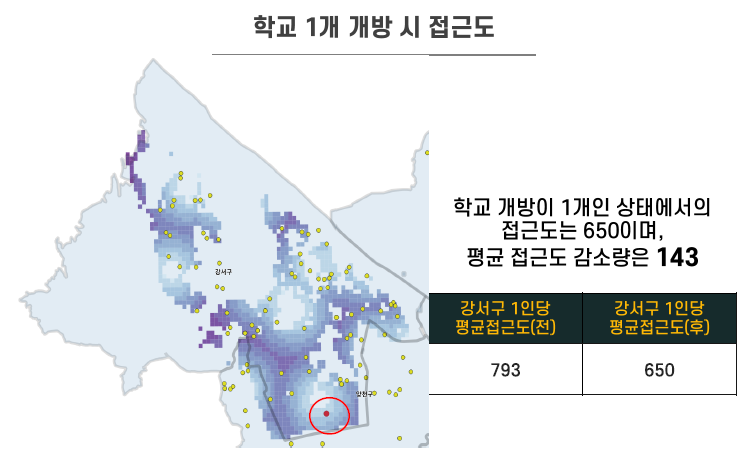 학교 1개 개방 시 접근도
강서구
양천구
학교 개방이 1개인 상태에서의
접근도는 650이며,
평균 접근도 감소량은 143
강서구 1인당
평균접근도(전)
강서구 1인당
평균접근도(후)
793
650